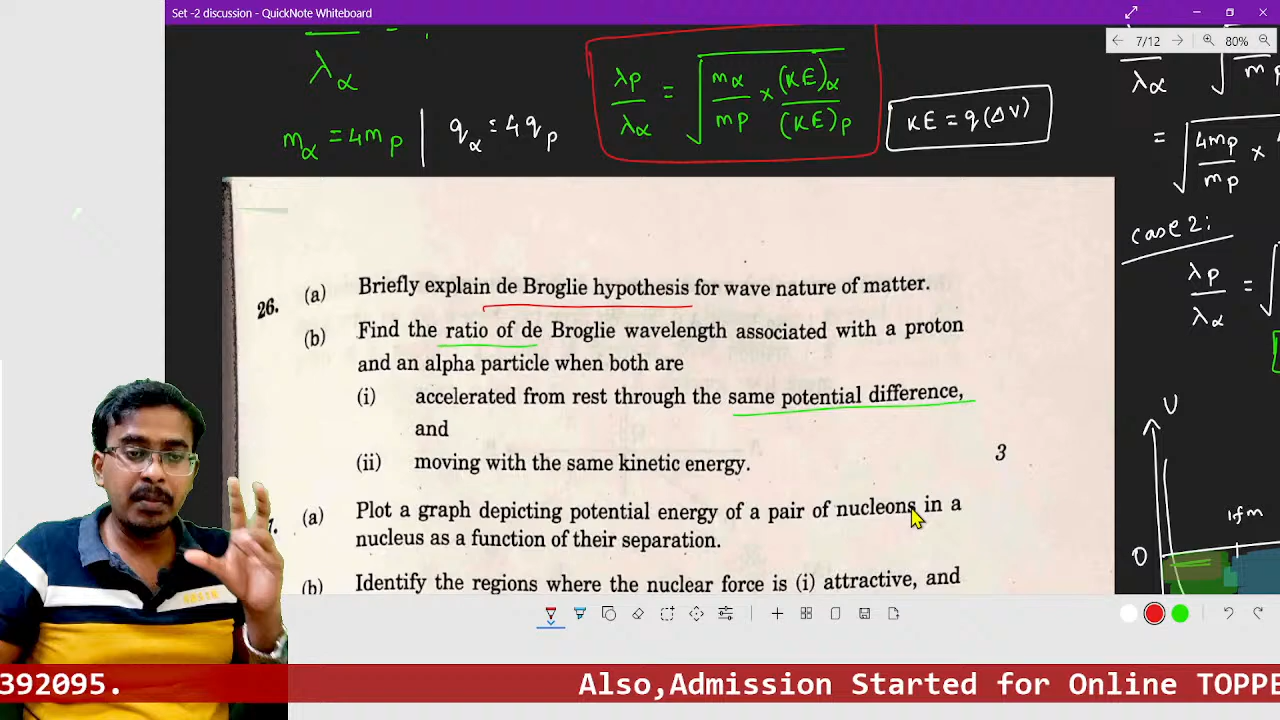 Set -2 discussion - QuickNote Whiteboard
7/12
80%
λα
mα = 4mp
qα = 4qp
λp/λα = √(mα/mp × (KE)α/(KE)p)
KE = q(ΔV)
λα
mp
= √(4mp/mp ×
case 2:
λp/λα =
26. (a) Briefly explain de Broglie hypothesis for wave nature of matter.
(b) Find the ratio of de Broglie wavelength associated with a proton
and an alpha particle when both are
(i) accelerated from rest through the same potential difference,
and
(ii) moving with the same kinetic energy.
3
(a) Plot a graph depicting potential energy of a pair of nucleons in a
nucleus as a function of their separation.
(b) Identify the regions where the nuclear force is (i) attractive, and
U
1fm
0
392095.
Also,Admission Started for Online TOPPE